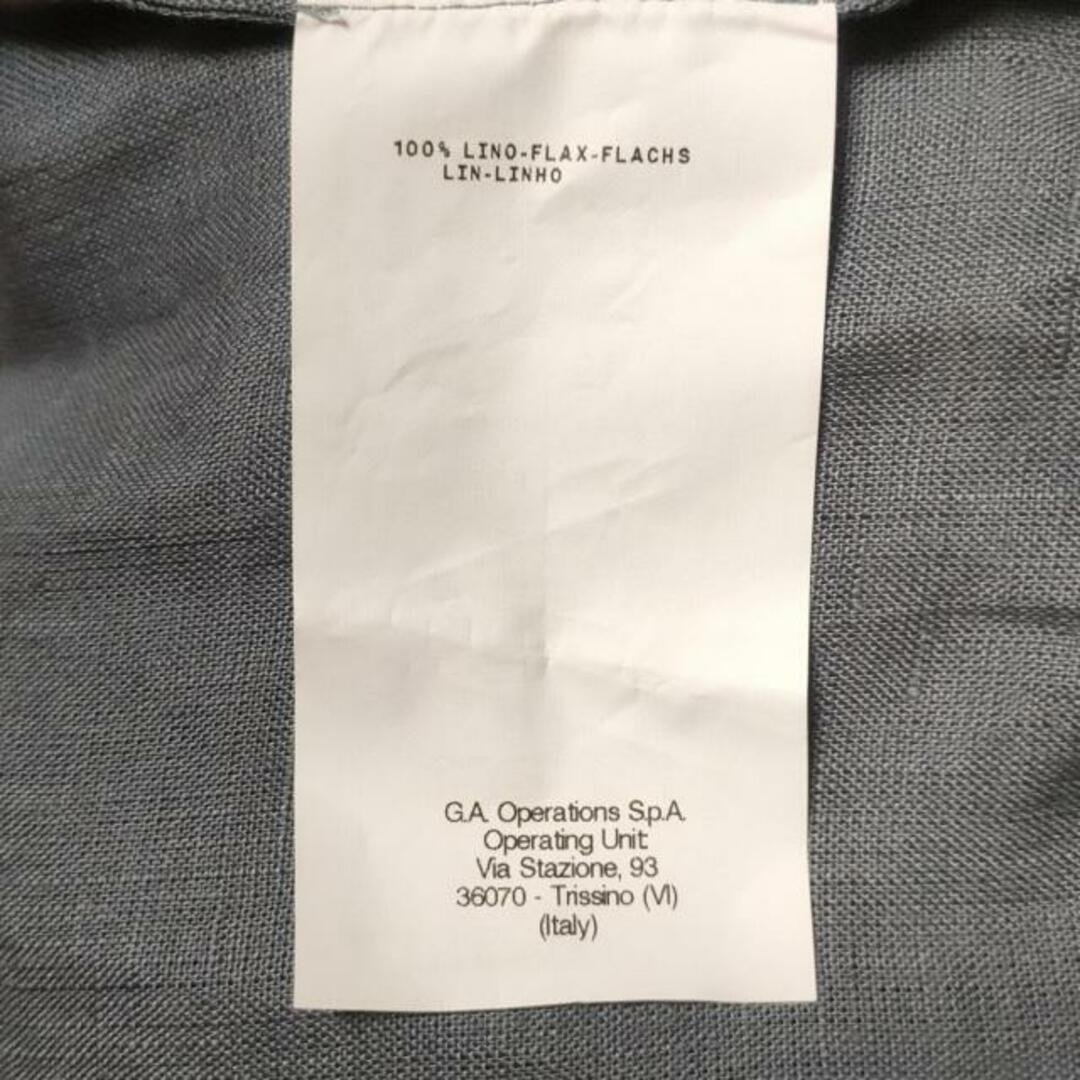 100% LINO-FLAX-FLACHS
LIN-LINHO
G.A. Operations S.p.A.
Operating Unit:
Via Stazione, 93
36070 - Trissino (VI)
(Italy)